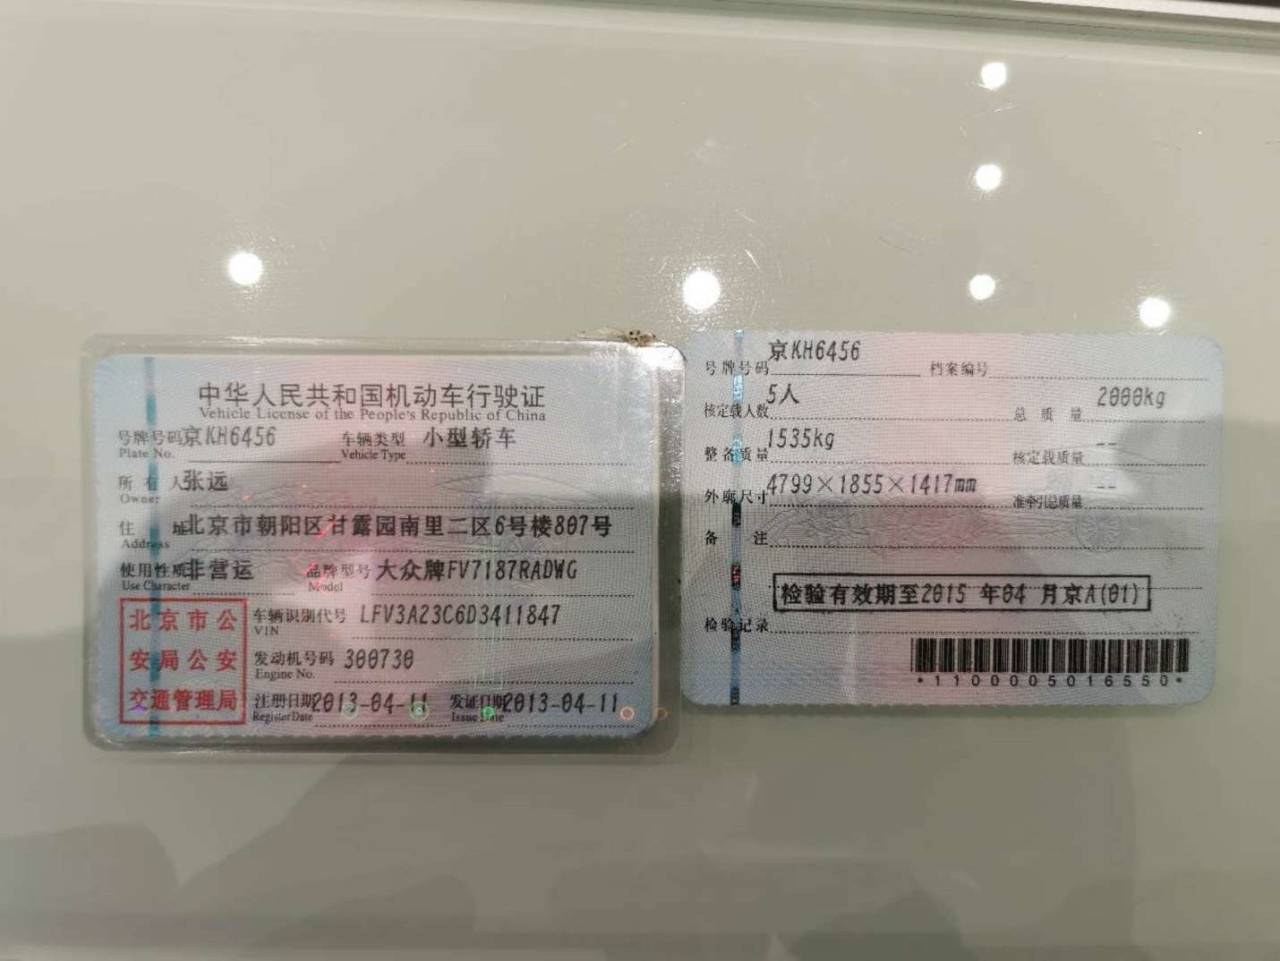 中华人民共和国机动车行驶证
Vehicle License of the People's Republic of China
号牌号码 京KH6456 车辆类型 小型轿车
Plate No. Vehicle Type
所有人 张远
Owner
住址 北京市朝阳区甘露园南里二区6号楼807号
Address
使用性质 非营运 品牌型号 大众牌FV7187RADWG
Use Character Model
北京市公
安局公安
交通管理局
车辆识别代号 LFV3A23C6D3411847
VIN
发动机号码 300730
Engine No.
注册日期 2013-04-11 发证日期 2013-04-11
Register Date Issue Date
号牌号码 京KH6456 档案编号
核定载人数 5人 总质量 2000kg
整备质量 1535kg 核定载质量 --
外廓尺寸 4799×1855×1417mm 准牵引总质量 --
备注
检验有效期至2015 年04 月京A(01)
检验记录
*1100005016550*